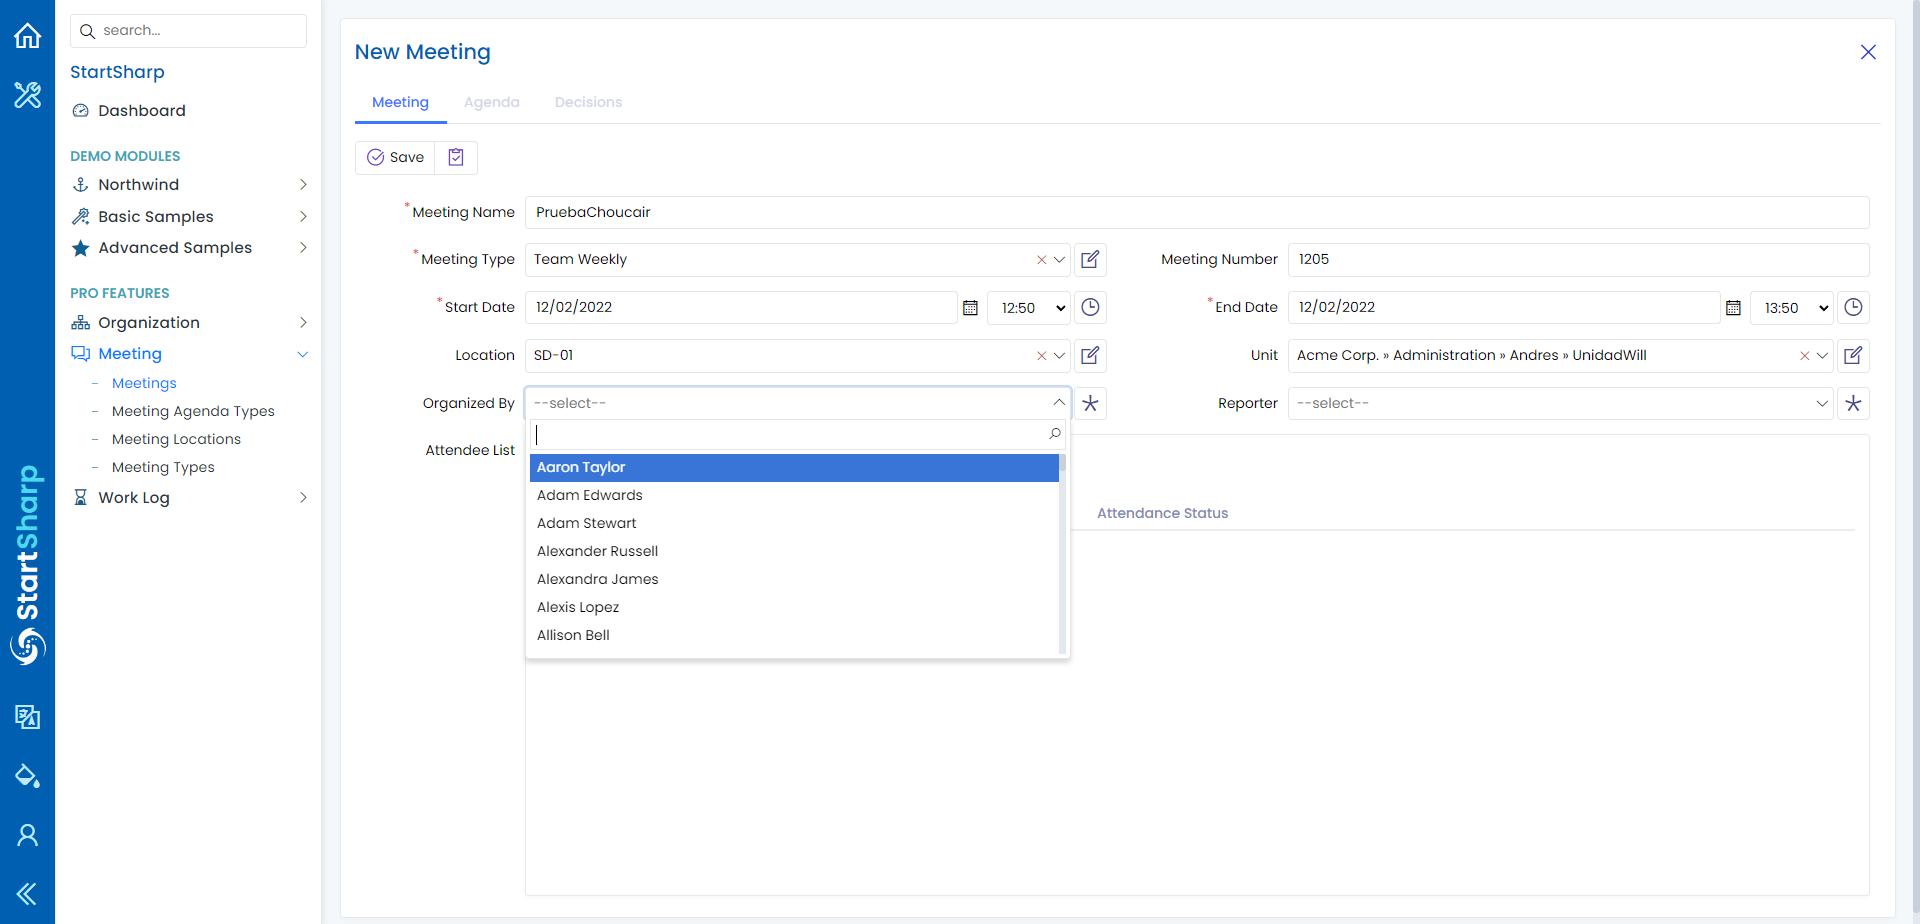 search...
StartSharp
Dashboard
DEMO MODULES
Northwind
Basic Samples
Advanced Samples
PRO FEATURES
Organization
Meeting
Meetings
Meeting Agenda Types
Meeting Locations
Meeting Types
Work Log
StartSharp
New Meeting
Meeting Agenda Decisions
Save
*Meeting Name PruebaChoucair
*Meeting Type Team Weekly Meeting Number 1205
*Start Date 12/02/2022 12:50 *End Date 12/02/2022 13:50
Location SD-01 Unit Acme Corp. » Administration » Andres » UnidadWill
Organized By --select-- Reporter --select--
Attendee List
Aaron Taylor
Adam Edwards
Adam Stewart
Alexander Russell
Alexandra James
Alexis Lopez
Allison Bell
Attendance Status